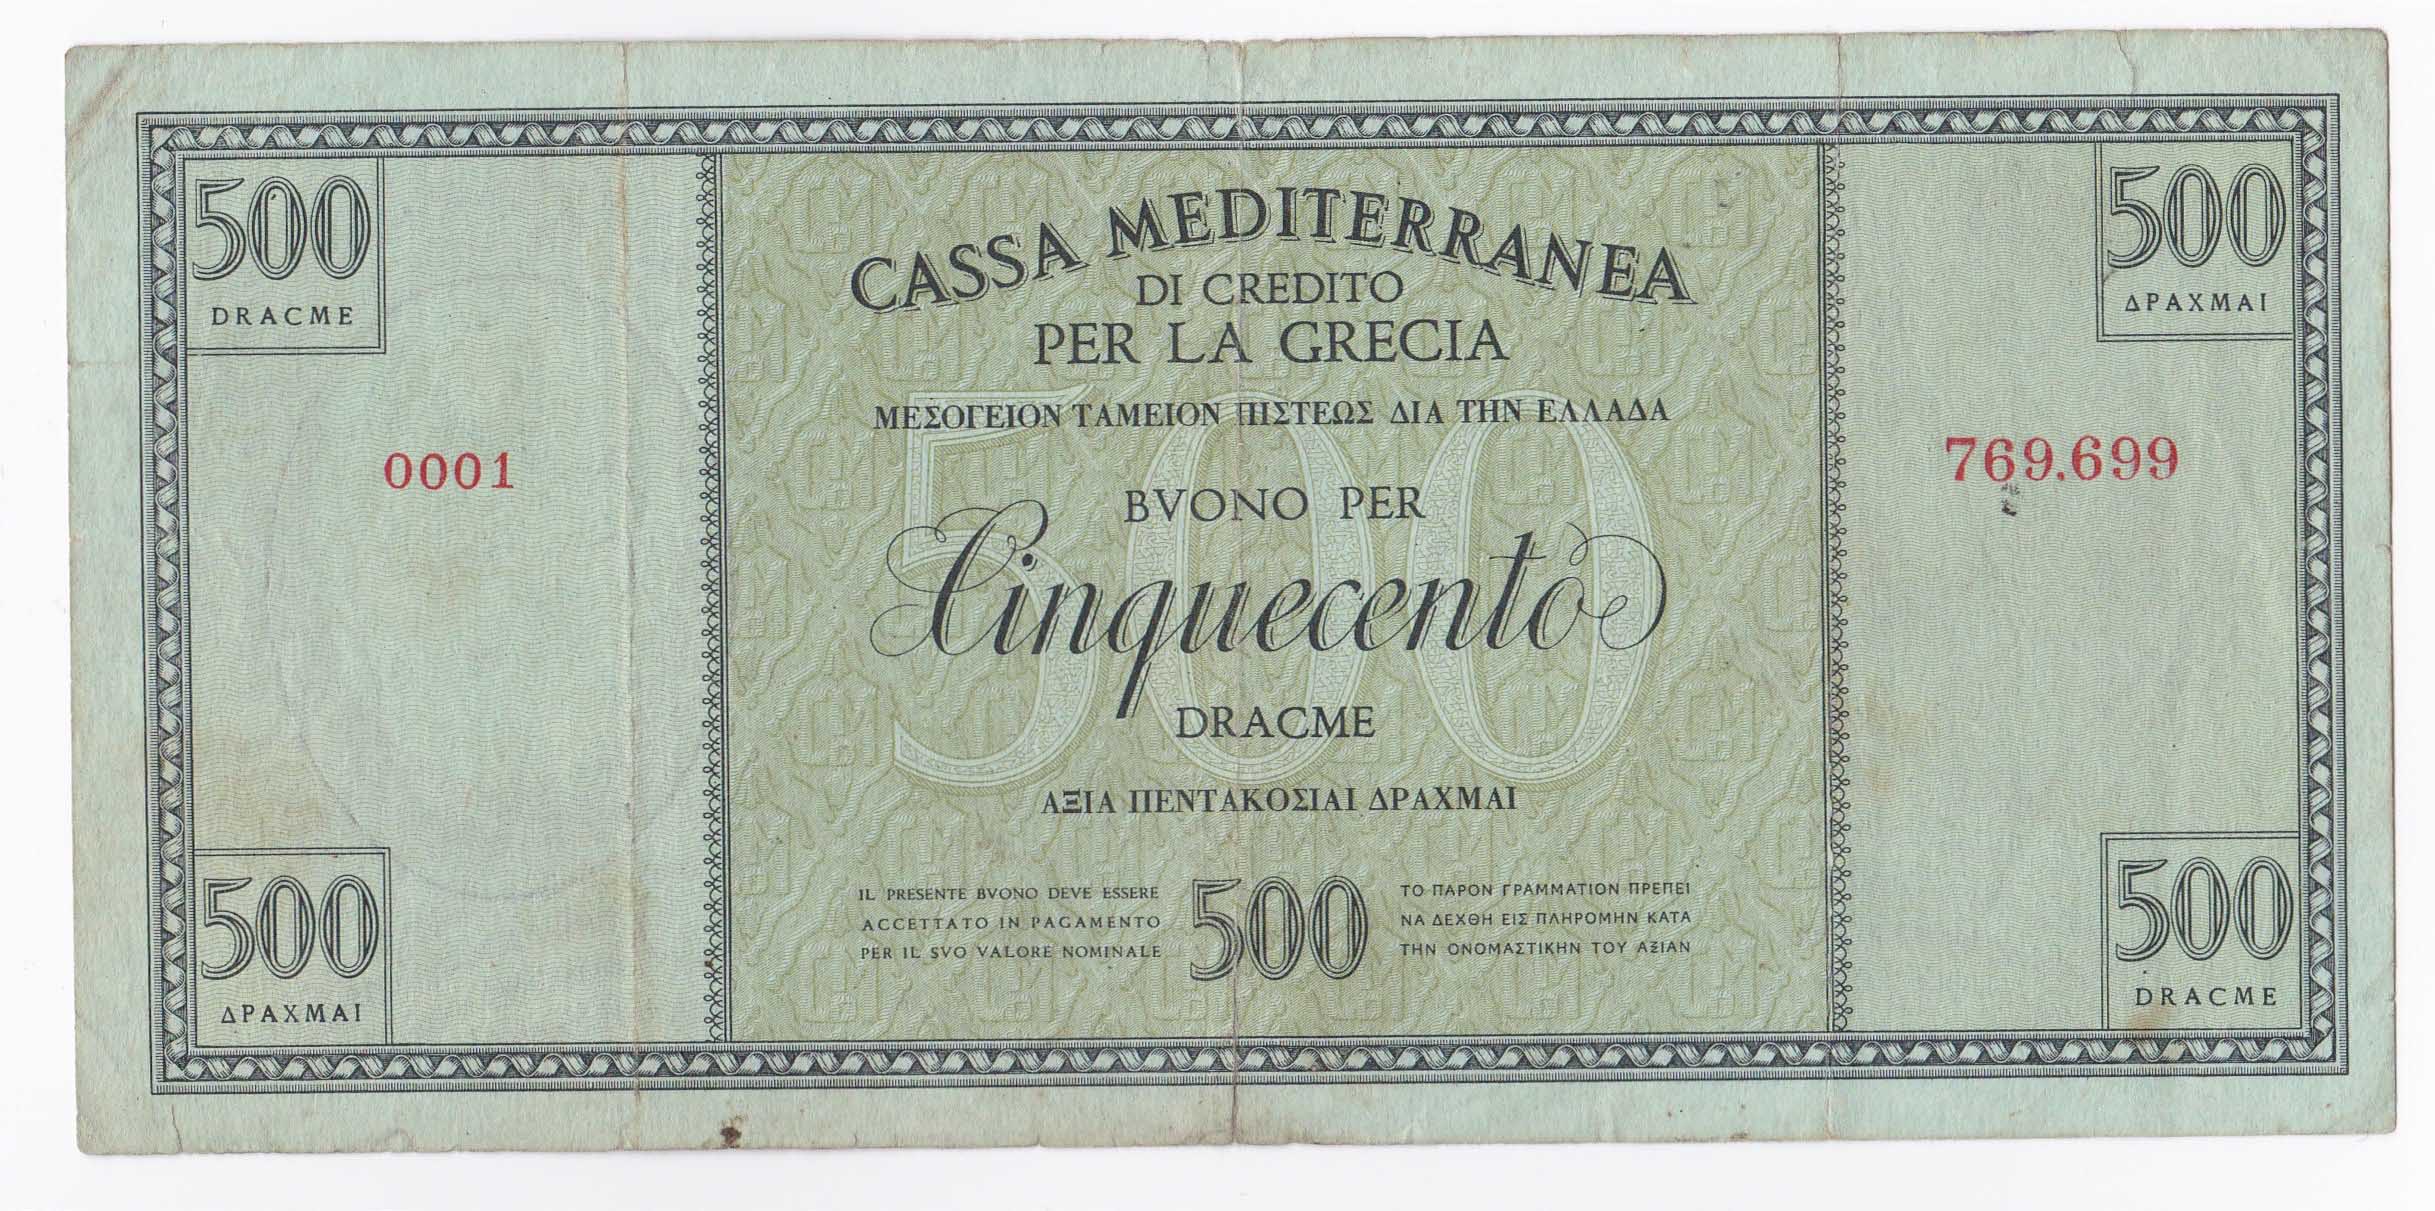 500
DRACME
500
ΔΡΑΧΜΑΙ
CASSA MEDITERRANEA
DI CREDITO
PER LA GRECIA
ΜΕΣΟΓΕΙΟΝ ΤΑΜΕΙΟΝ ΠΙΣΤΕΩΣ ΔΙΑ ΤΗΝ ΕΛΛΑΔΑ
0001
769.699
500
BVONO PER
Cinquecento
DRACME
ΑΞΙΑ ΠΕΝΤΑΚΟΣΙΑΙ ΔΡΑΧΜΑΙ
IL PRESENTE BVONO DEVE ESSERE
ACCETTATO IN PAGAMENTO
PER IL SVO VALORE NOMINALE
500
ΤΟ ΠΑΡΟΝ ΓΡΑΜΜΑΤΙΟΝ ΠΡΕΠΕΙ
ΝΑ ΔΕΧΘΗ ΕΙΣ ΠΛΗΡΟΜΗΝ ΚΑΤΑ
ΤΗΝ ΟΝΟΜΑΣΤΙΚΗΝ ΤΟΥ ΑΞΙΑΝ
500
ΔΡΑΧΜΑΙ
500
DRACME